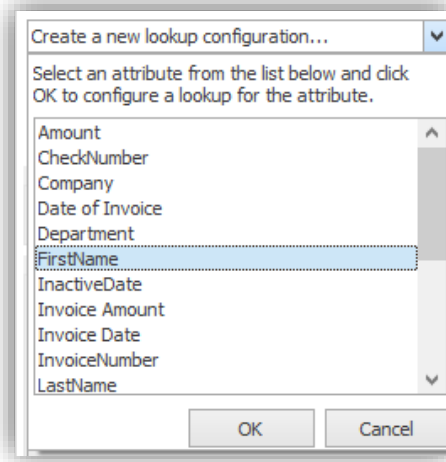 Create a new lookup configuration...
Select an attribute from the list below and click
OK to configure a lookup for the attribute.
Amount
CheckNumber
Company
Date of Invoice
Department
FirstName
InactiveDate
Invoice Amount
Invoice Date
InvoiceNumber
LastName
OK Cancel